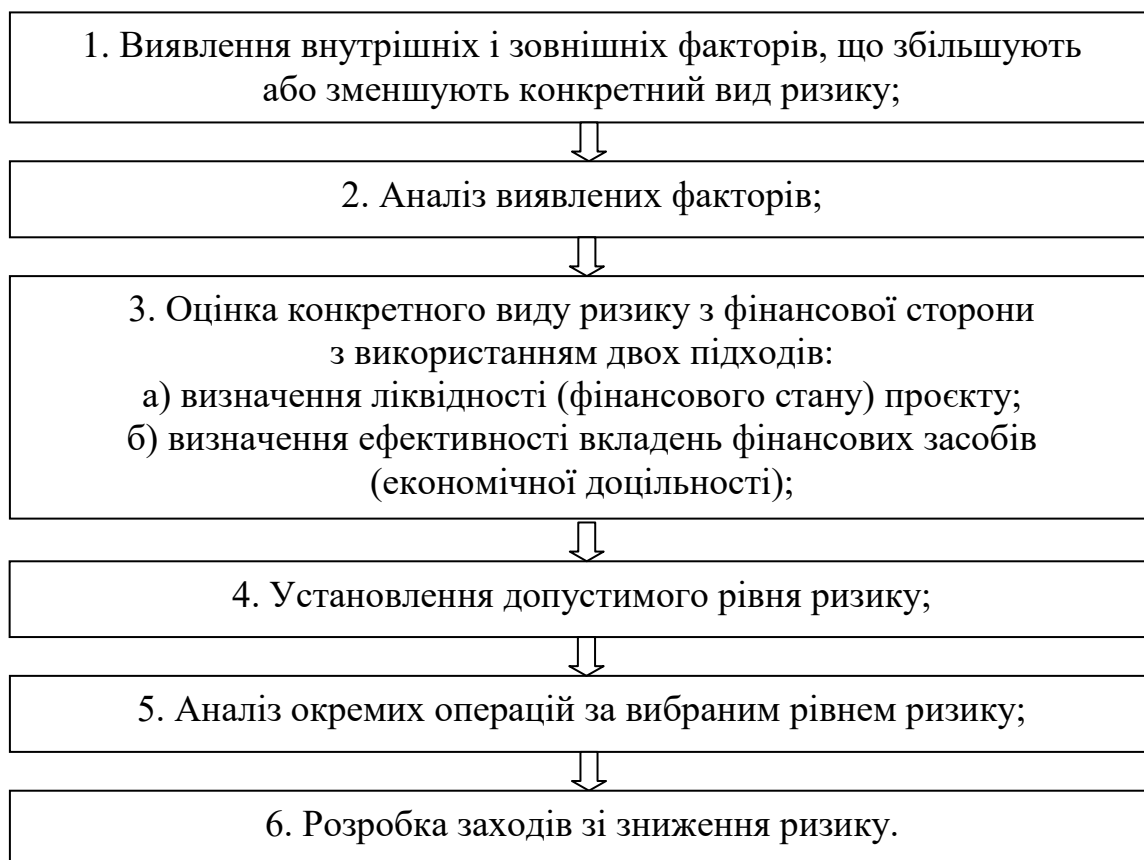 1. Виявлення внутрішніх і зовнішніх факторів, що збільшують
або зменшують конкретний вид ризику;
2. Аналіз виявлених факторів;
3. Оцінка конкретного виду ризику з фінансової сторони
з використанням двох підходів:
а) визначення ліквідності (фінансового стану) проєкту;
б) визначення ефективності вкладень фінансових засобів
(економічної доцільності);
4. Установлення допустимого рівня ризику;
5. Аналіз окремих операцій за вибраним рівнем ризику;
6. Розробка заходів зі зниження ризику.